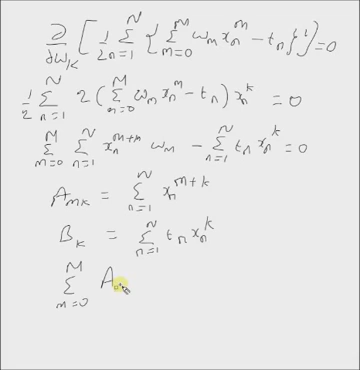 ∂/∂w_K [ 1/2 Σ_{n=1}^{N} { Σ_{m=0}^{M} w_m x_n^m − t_n }² ] = 0
1/2 Σ_{n=1}^{N} 2 ( Σ_{m=0}^{M} w_m x_n^m − t_n ) x_n^k = 0
Σ_{m=0}^{M} Σ_{n=1}^{N} x_n^{m+k} w_m − Σ_{n=1}^{N} t_n x_n^k = 0
A_{mk} = Σ_{n=1}^{N} x_n^{m+k}
B_k = Σ_{n=1}^{N} t_n x_n^k
Σ_{m=0}^{M} A